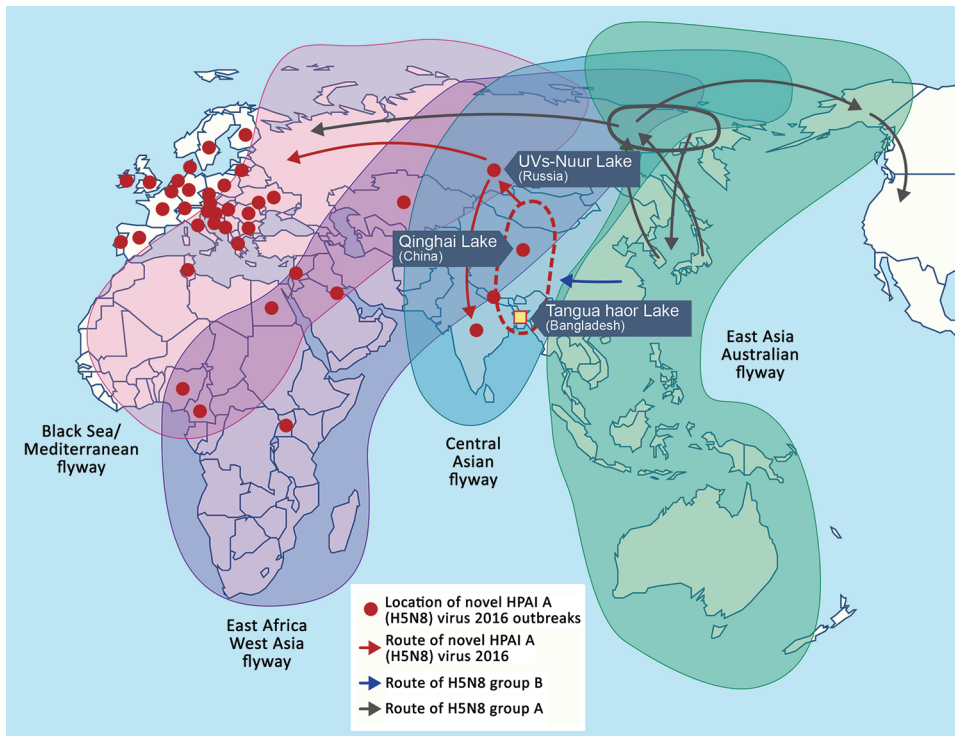 UVs-Nuur Lake
(Russia)
Qinghai Lake
(China)
Tangua haor Lake
(Bangladesh)
East Asia
Australian
flyway
Black Sea/
Mediterranean
flyway
Central
Asian
flyway
East Africa
West Asia
flyway
Location of novel HPAI A
(H5N8) virus 2016 outbreaks
Route of novel HPAI A
(H5N8) virus 2016
Route of H5N8 group B
Route of H5N8 group A